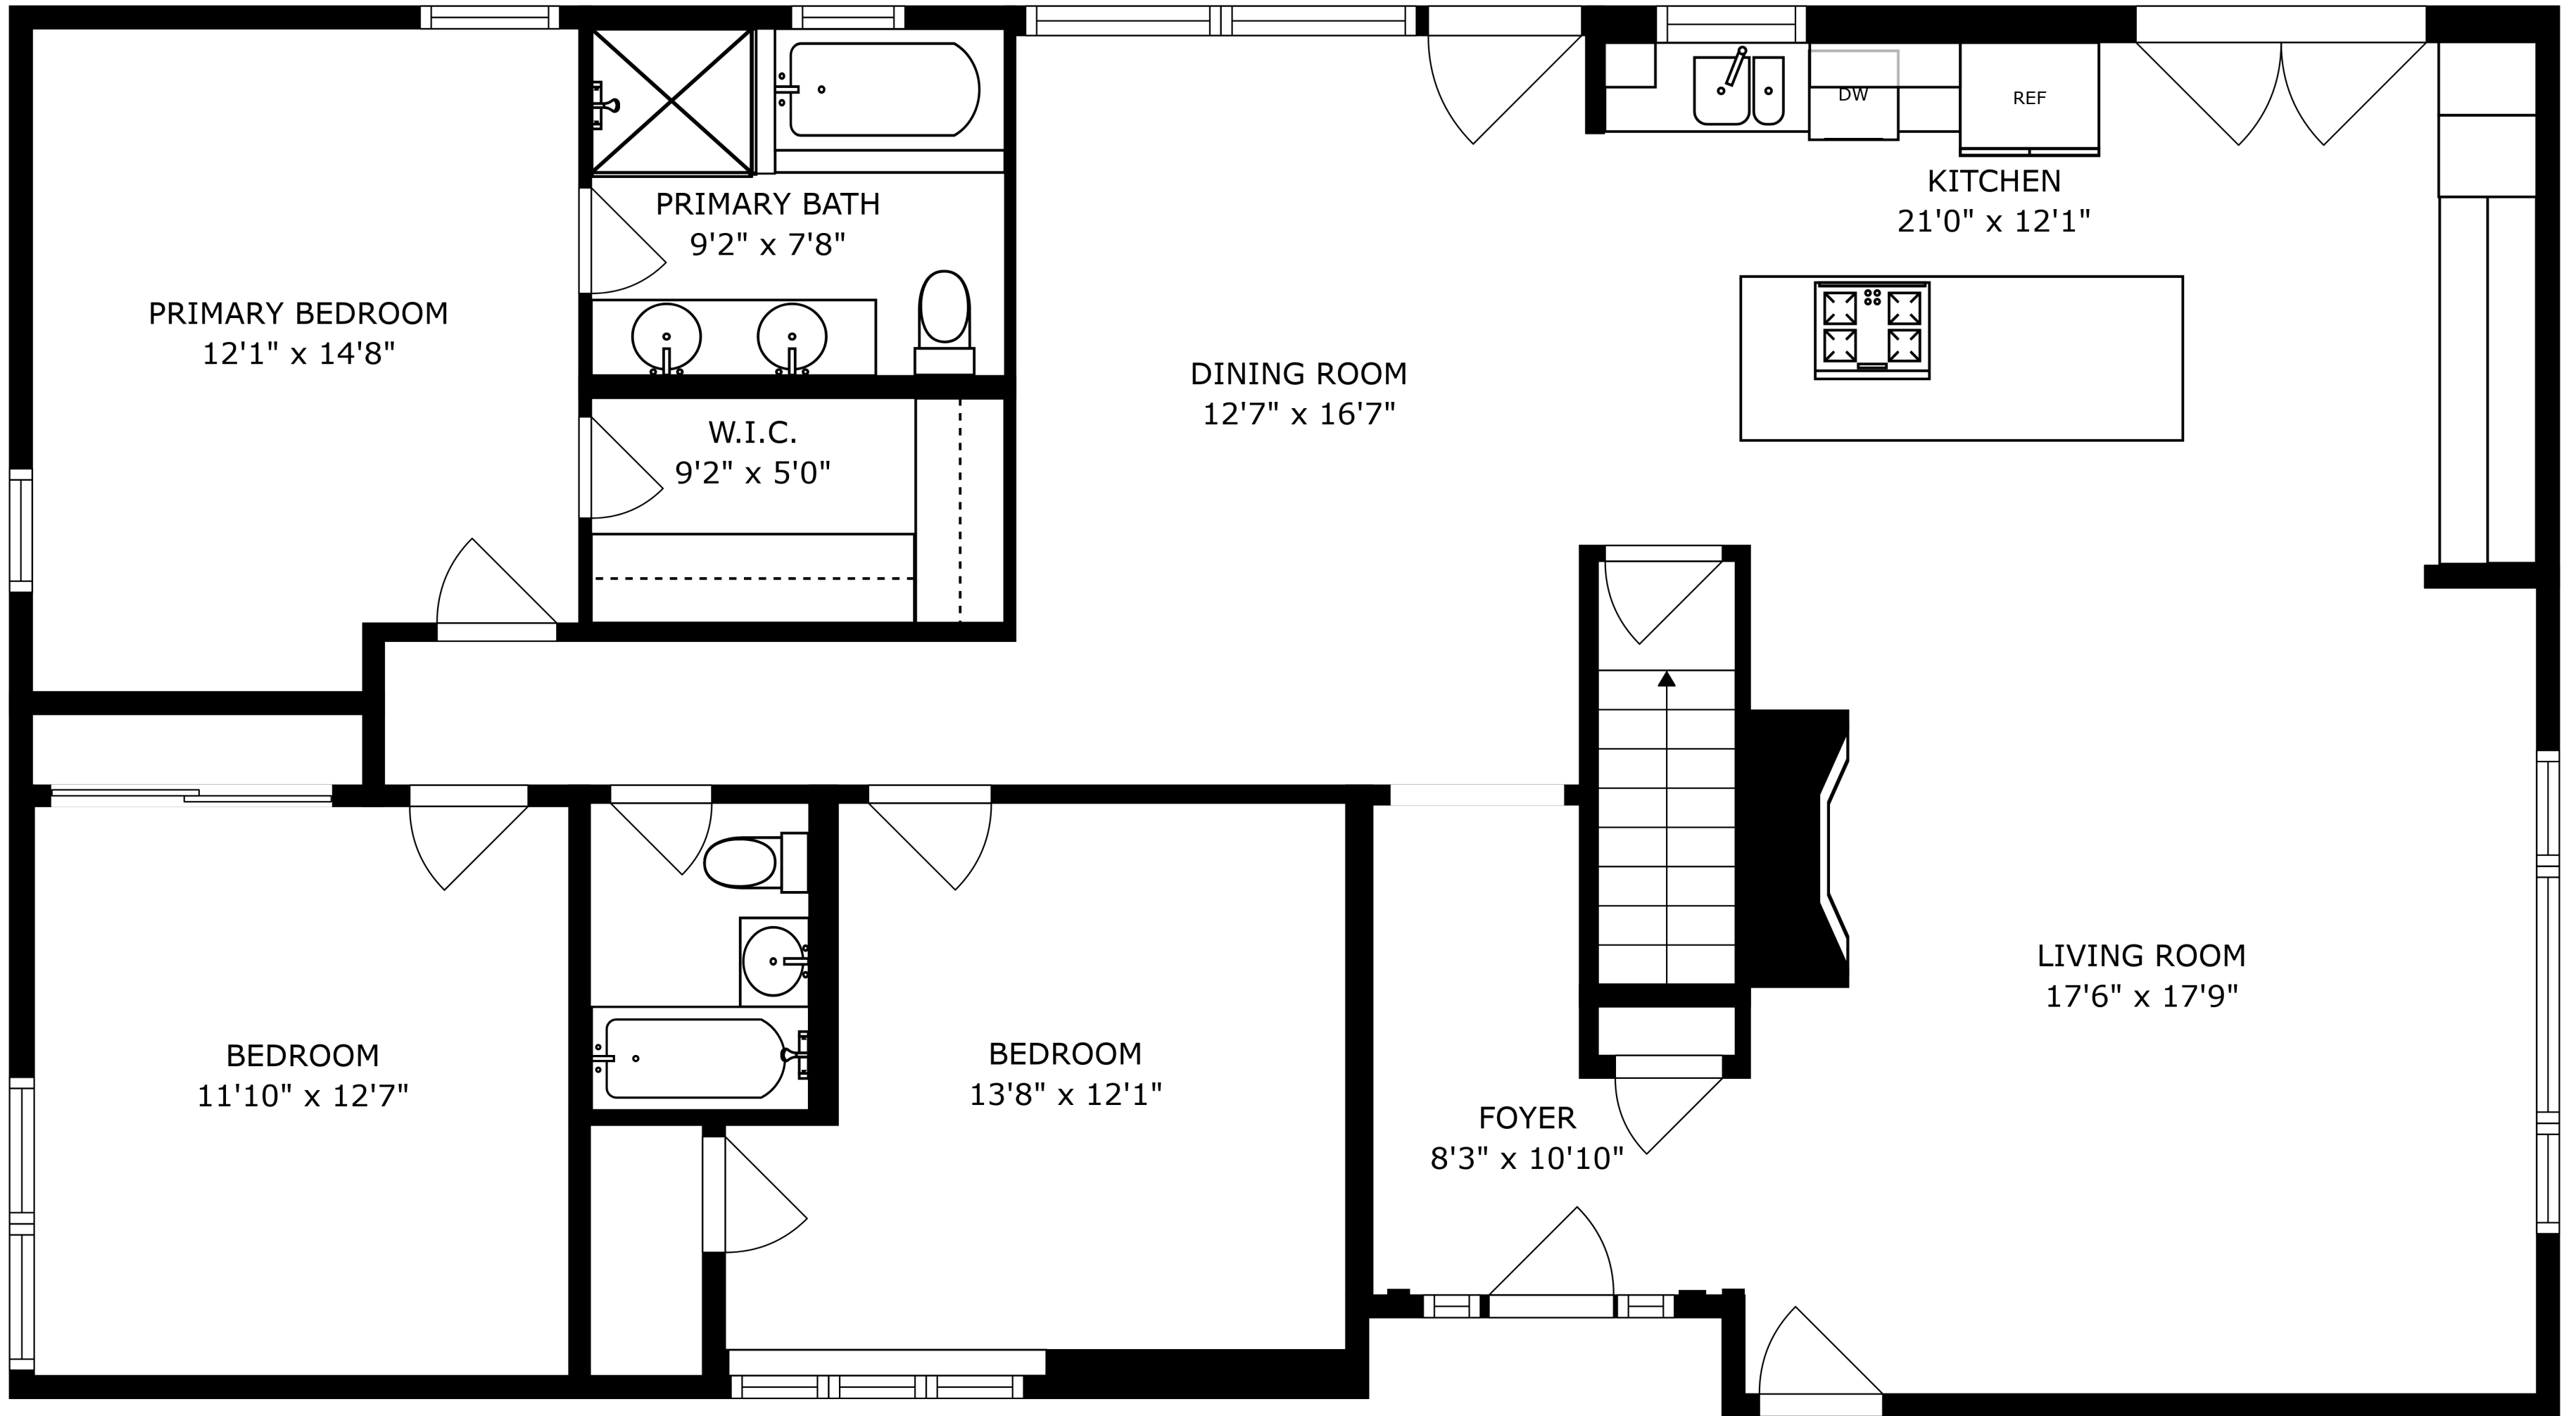 DW
REF
KITCHEN
21'0" x 12'1"
PRIMARY BATH
9'2" x 7'8"
PRIMARY BEDROOM
12'1" x 14'8"
DINING ROOM
12'7" x 16'7"
W.I.C.
9'2" x 5'0"
LIVING ROOM
17'6" x 17'9"
BEDROOM
11'10" x 12'7"
BEDROOM
13'8" x 12'1"
FOYER
8'3" x 10'10"